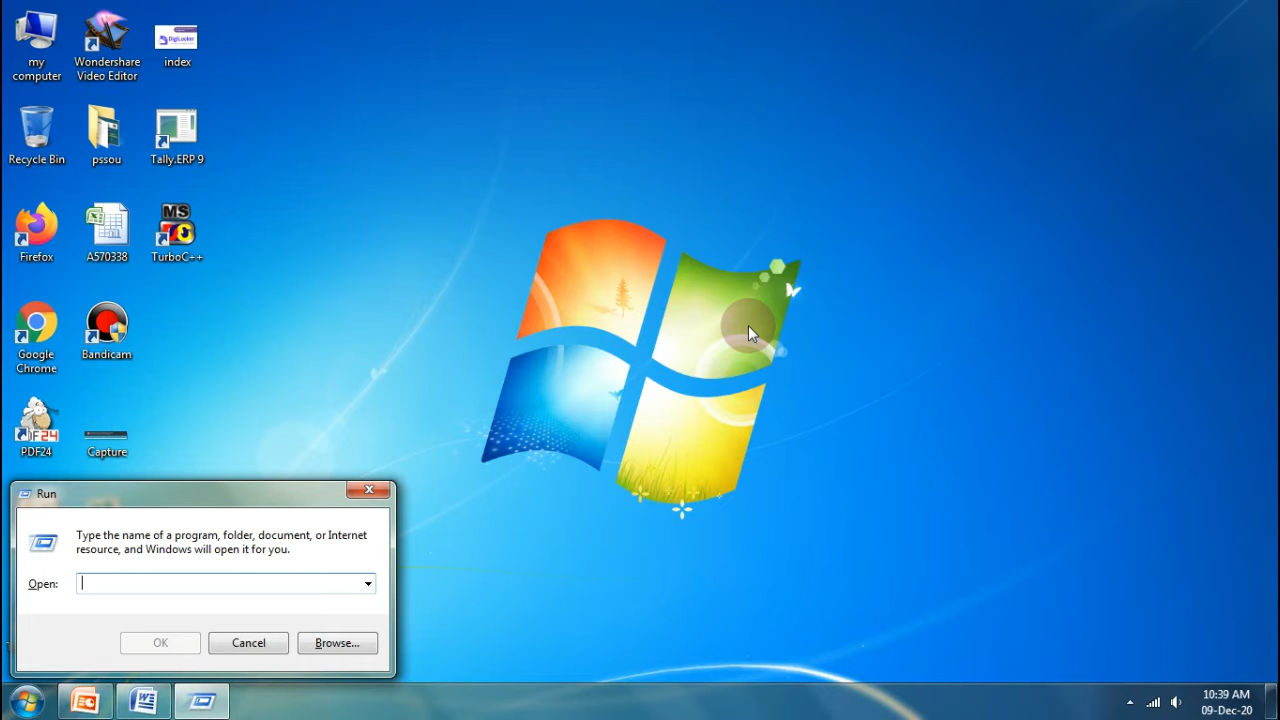 my
computer
Wondershare
Video Editor
DigiLocker
index
Recycle Bin
pssou
Tally.ERP 9
Firefox
A570338
MS
TurboC++
Google
Chrome
Bandicam
PDF24
Capture
Run
Type the name of a program, folder, document, or Internet
resource, and Windows will open it for you.
Open:
OK
Cancel
Browse...
10:39 AM
09-Dec-20